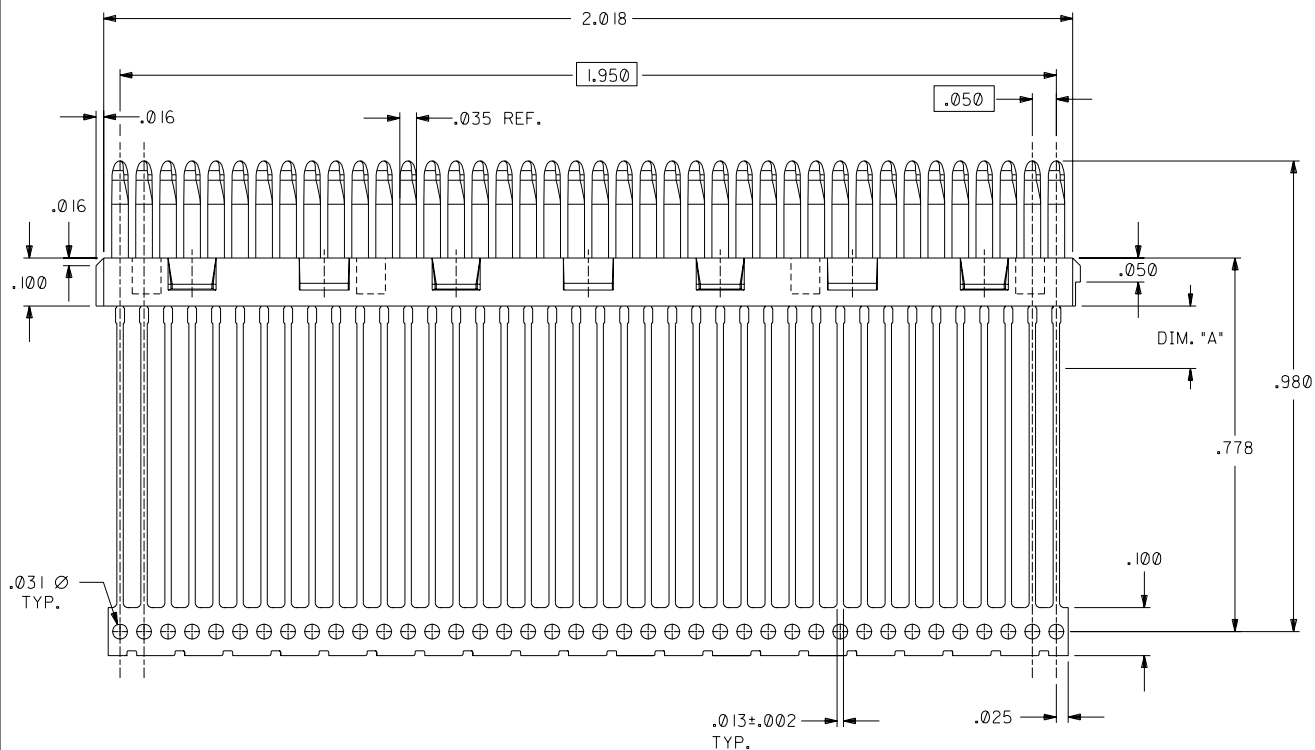 2.018
1.950
.050
.016
.035 REF.
.016
.100
.050
DIM. "A"
.980
.778
.031 Ø
TYP.
.100
.013±.002
TYP.
.025